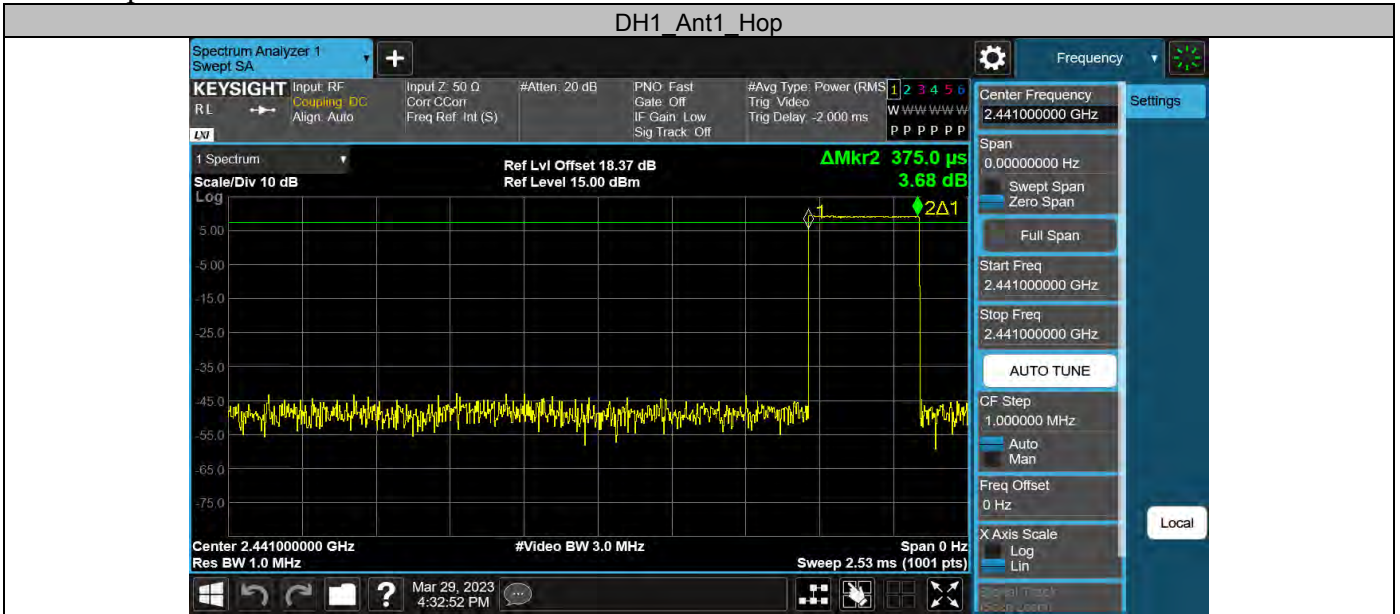 DH1_Ant1_Hop
Spectrum Analyzer 1
Swept SA
+
Frequency
KEYSIGHT
RL
LXI
Input: RF
Coupling: DC
Align: Auto
Input Z: 50 Ω
Corr CCorr
Freq Ref: Int (S)
#Atten: 20 dB
PNO: Fast
Gate: Off
IF Gain: Low
Sig Track: Off
#Avg Type: Power (RMS
Trig: Video
Trig Delay: -2.000 ms
1 2 3 4 5 6
W W W W W W
P P P P P P
1 Spectrum
Scale/Div 10 dB
Ref Lvl Offset 18.37 dB
Ref Level 15.00 dBm
ΔMkr2 375.0 µs
3.68 dB
Log
5.00
-5.00
-15.0
-25.0
-35.0
-45.0
-55.0
-65.0
-75.0
1
2Δ1
Center 2.441000000 GHz
Res BW 1.0 MHz
#Video BW 3.0 MHz
Span 0 Hz
Sweep 2.53 ms (1001 pts)
Center Frequency
2.441000000 GHz
Span
0.00000000 Hz
Swept Span
Zero Span
Full Span
Start Freq
2.441000000 GHz
Stop Freq
2.441000000 GHz
AUTO TUNE
CF Step
1.000000 MHz
Auto
Man
Freq Offset
0 Hz
X Axis Scale
Log
Lin
Settings
Local
?
Mar 29, 2023
4:32:52 PM